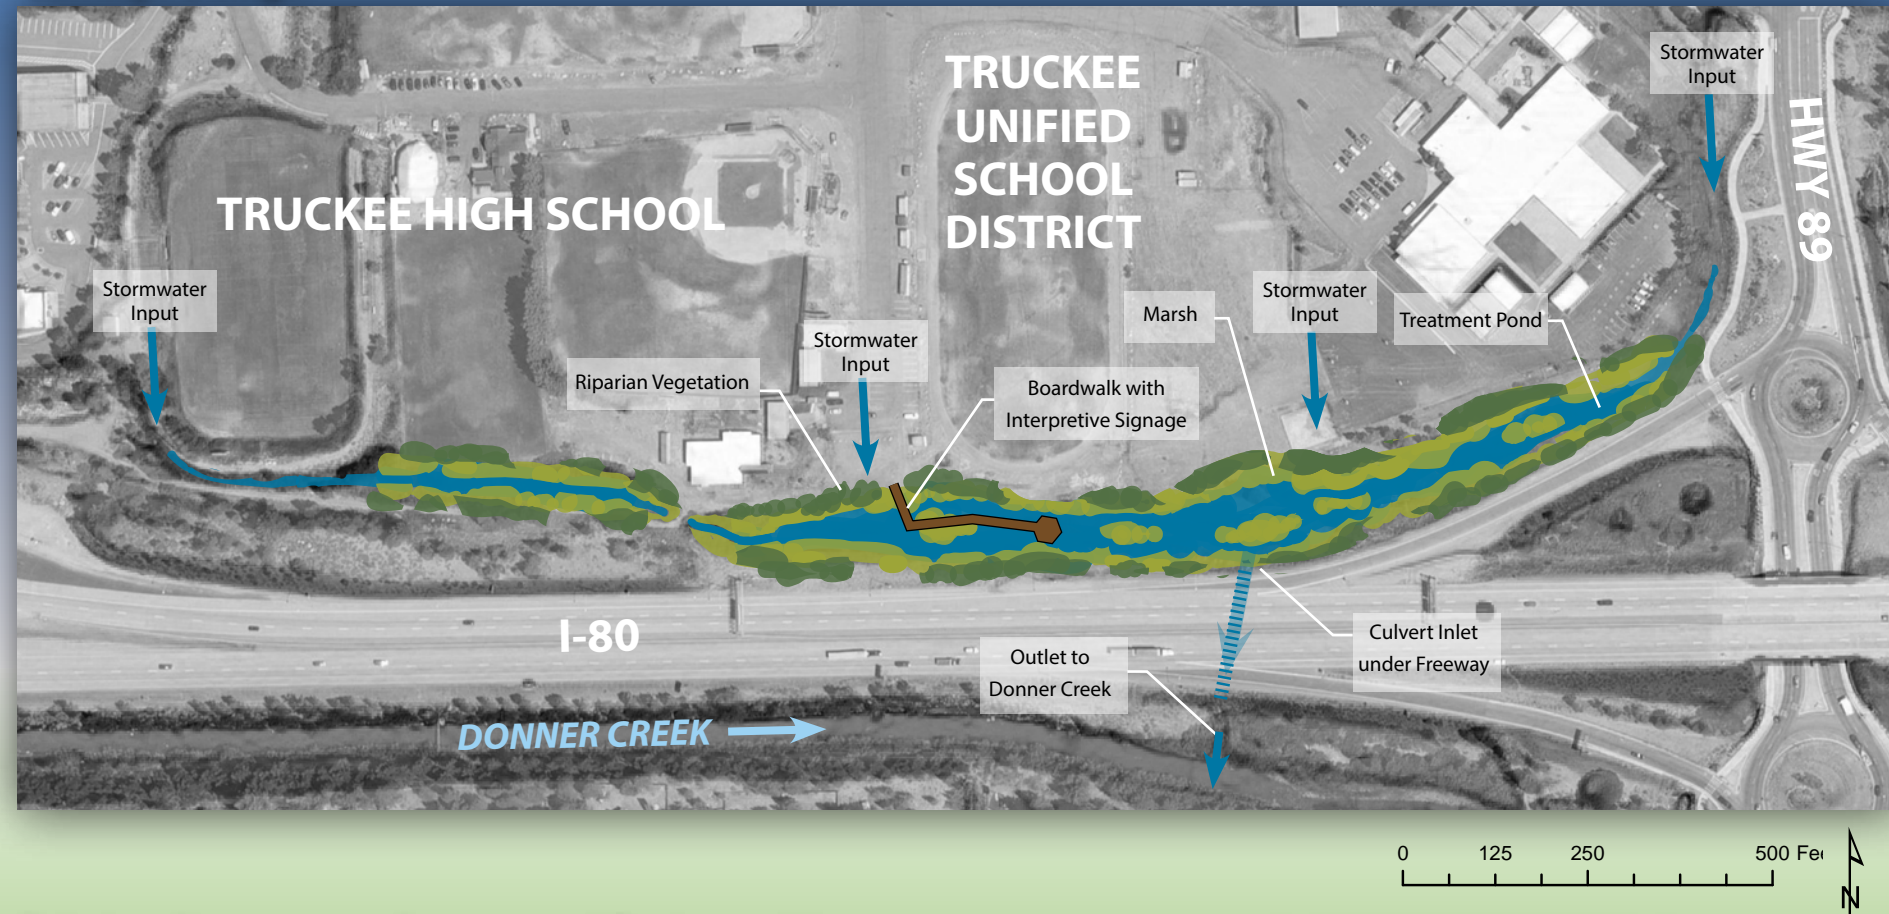 TRUCKEE
UNIFIED
SCHOOL
DISTRICT
Stormwater
Input
HWY 89
TRUCKEE HIGH SCHOOL
Stormwater
Input
Stormwater
Input
Riparian Vegetation
Boardwalk with
Interpretive Signage
Marsh
Stormwater
Input
Treatment Pond
I-80
Outlet to
Donner Creek
Culvert Inlet
under Freeway
DONNER CREEK
0 125 250 500 Fee
N